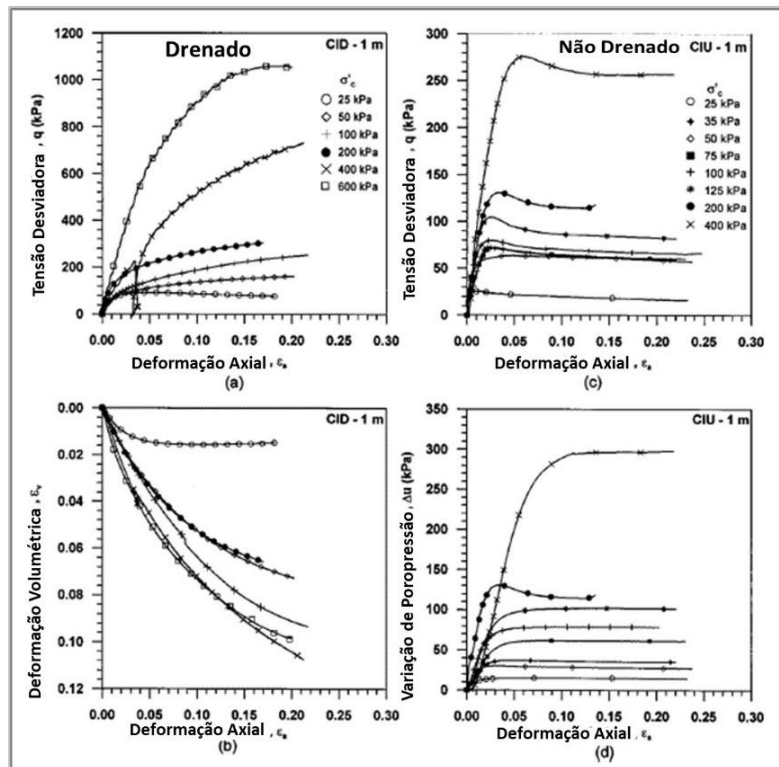 Drenado
CID - 1 m
Tensão Desviadora, q (kPa)
1200
1000
800
600
400
200
0
0.00 0.05 0.10 0.15 0.20 0.25 0.30
Deformação Axial, εa
(a)
σ'c
25 kPa
50 kPa
100 kPa
200 kPa
400 kPa
600 kPa
Não Drenado
CIU - 1 m
Tensão Desviadora, q (kPa)
300
250
200
150
100
50
0
0.00 0.05 0.10 0.15 0.20 0.25 0.30
Deformação Axial, εa
(c)
σ'c
25 kPa
35 kPa
50 kPa
75 kPa
100 kPa
125 kPa
200 kPa
400 kPa
CID - 1 m
Deformação Volumétrica, εv
0.00
0.02
0.04
0.06
0.08
0.10
0.12
0.00 0.05 0.10 0.15 0.20 0.25 0.30
Deformação Axial, εa
(b)
CIU - 1 m
Variação de Poropressão, Δu (kPa)
350
300
250
200
150
100
50
0
0.00 0.05 0.10 0.15 0.20 0.25 0.30
Deformação Axial, εa
(d)